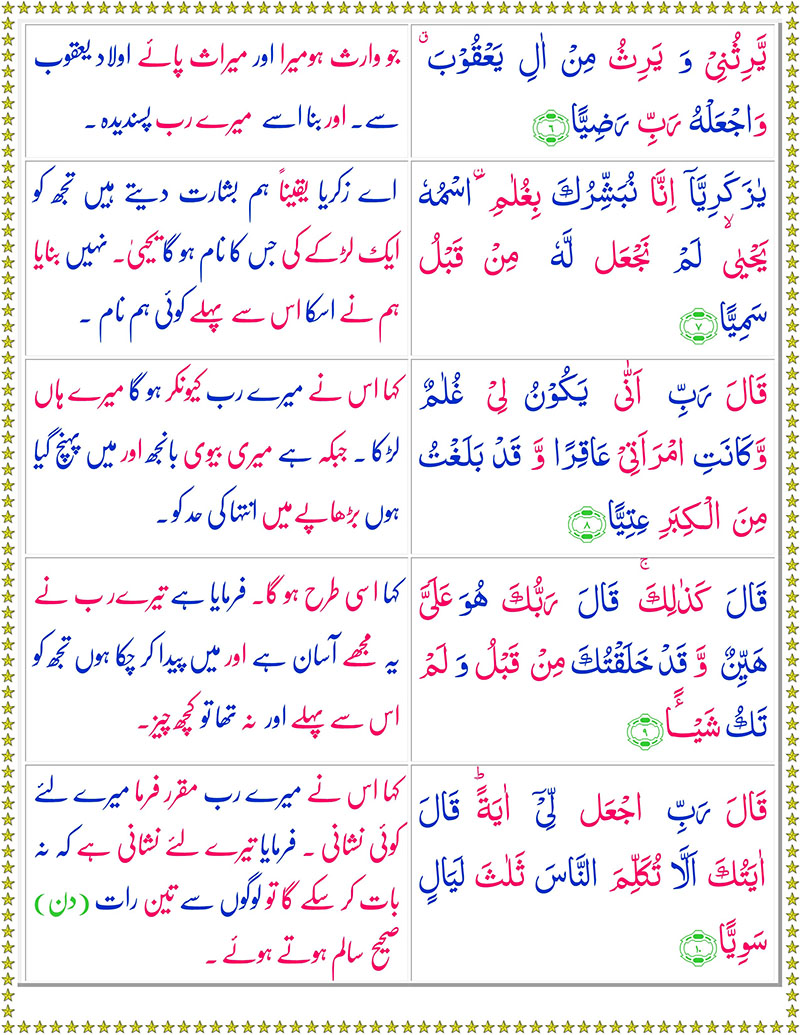 یَّرِثُنِیْ وَ یَرِثُ مِنْ اٰلِ یَعْقُوْبَ ۖۗ
وَاجْعَلْهُ رَبِّ رَضِیًّا ۶
جو وارث ہو میرا اور میراث پائے اولاد یعقوب
سے۔ اور بنا اسے میرے رب پسندیدہ ۔
یٰزَكَرِیَّاۤ اِنَّا نُبَشِّرُكَ بِغُلٰمِ ِۨ اسْمُهٗ
یَحْیٰی ۙ لَمْ نَجْعَل لَّهٗ مِنْ قَبْلُ
سَمِیًّا ۷
اے زکریا یقیناً ہم بشارت دیتے ہیں تجھ کو
ایک لڑکے کی جس کا نام ہو گا یحییٰ۔ نہیں بنایا
ہم نے اسکا اس سے پہلے کوئی ہم نام ۔
قَالَ رَبِّ اَنّٰی یَكُوْنُ لِیْ غُلٰمٌ
وَّكَانَتِ امْرَاَتِیْ عَاقِرًا وَّ قَدْ بَلَغْتُ
مِنَ الْكِبَرِ عِتِیًّا ۸
کہا اس نے میرے رب کیونکر ہو گا میرے ہاں
لڑکا ۔ جبکہ ہے میری بیوی بانجھ اور میں پہنچ گیا
ہوں بڑھاپے میں انتہا کی حد کو ۔
قَالَ كَذٰلِكَ ۚ قَالَ رَبُّكَ هُوَ عَلَیَّ
هَیِّنٌ وَّ قَدْ خَلَقْتُكَ مِنْ قَبْلُ وَ لَمْ
تَكُ شَیْـًٔا ۹
کہا اسی طرح ہو گا۔ فرمایا ہے تیرے رب نے
یہ مجھے آسان ہے اور میں پیدا کر چکا ہوں تجھ کو
اس سے پہلے اور نہ تھا تو کچھ چیز۔
قَالَ رَبِّ اجْعَل لِّیْۤ اٰیَةً ؕ قَالَ
اٰیَتُكَ اَلَّا تُكَلِّمَ النَّاسَ ثَلٰثَ لَیَالٍ
سَوِیًّا ۱۰
کہا اس نے میرے رب مقرر فرما میرے لئے
کوئی نشانی ۔ فرمایا تیرے لئے نشانی ہے کہ نہ
بات کر سکے گا تو لوگوں سے تین رات (دن)
صحیح سالم ہوتے ہوئے ۔